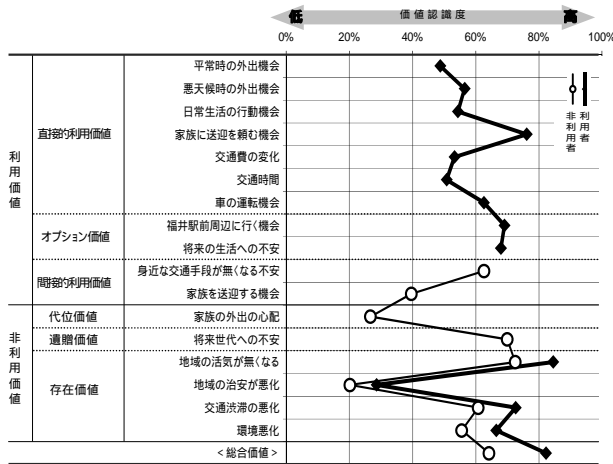 低 価値認識度 高
0% 20% 40% 60% 80% 100%
利用価値
直接的利用価値
平常時の外出機会
悪天候時の外出機会
日常生活の行動機会
家族に送迎を頼む機会
交通費の変化
交通時間
車の運転機会
オプション価値
福井駅前周辺に行く機会
将来の生活への不安
間接的利用価値
身近な交通手段が無くなる不安
家族を送迎する機会
非利用価値
代位価値
家族の外出の心配
遺贈価値
将来世代への不安
存在価値
地域の活気が無くなる
地域の治安が悪化
交通渋滞の悪化
環境悪化
<総合価値>
非利用者
利用者